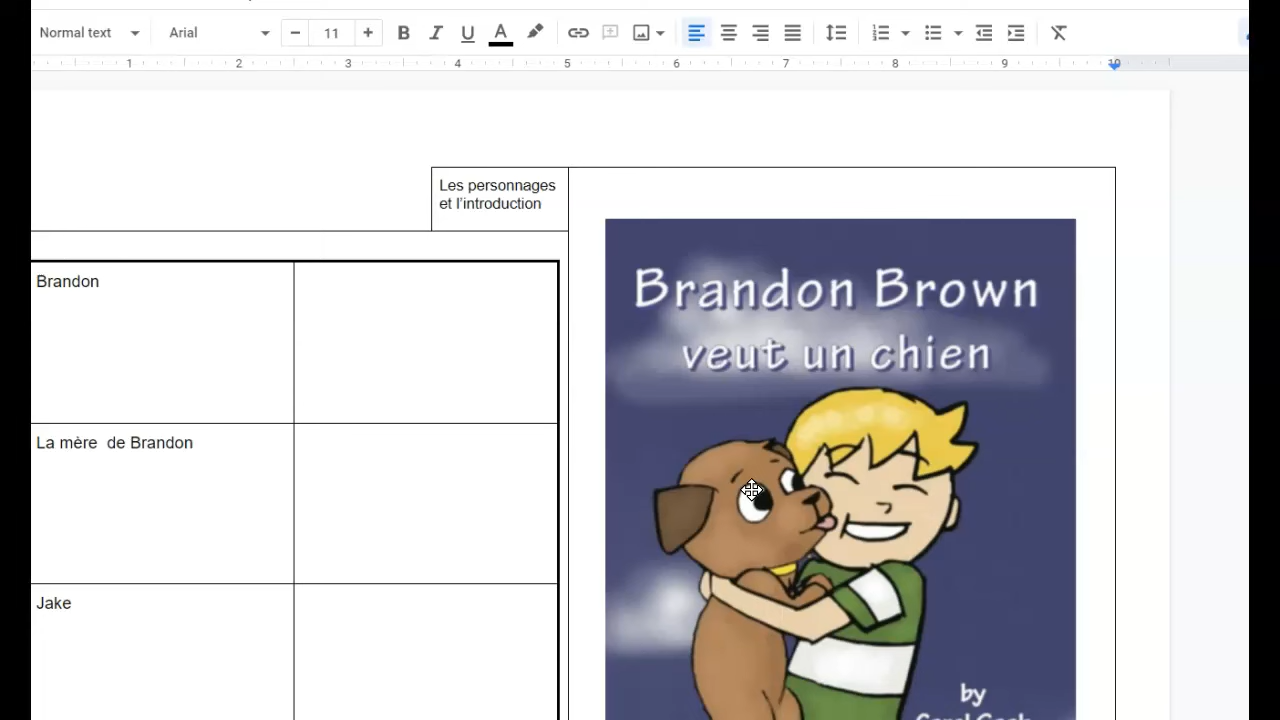 Normal text
Arial
11
B I U A
1 2 3 4 5 6 7 8 9 10
Les personnages
et l'introduction
Brandon Brown
veut un chien
Brandon
La mère  de Brandon
Jake
by